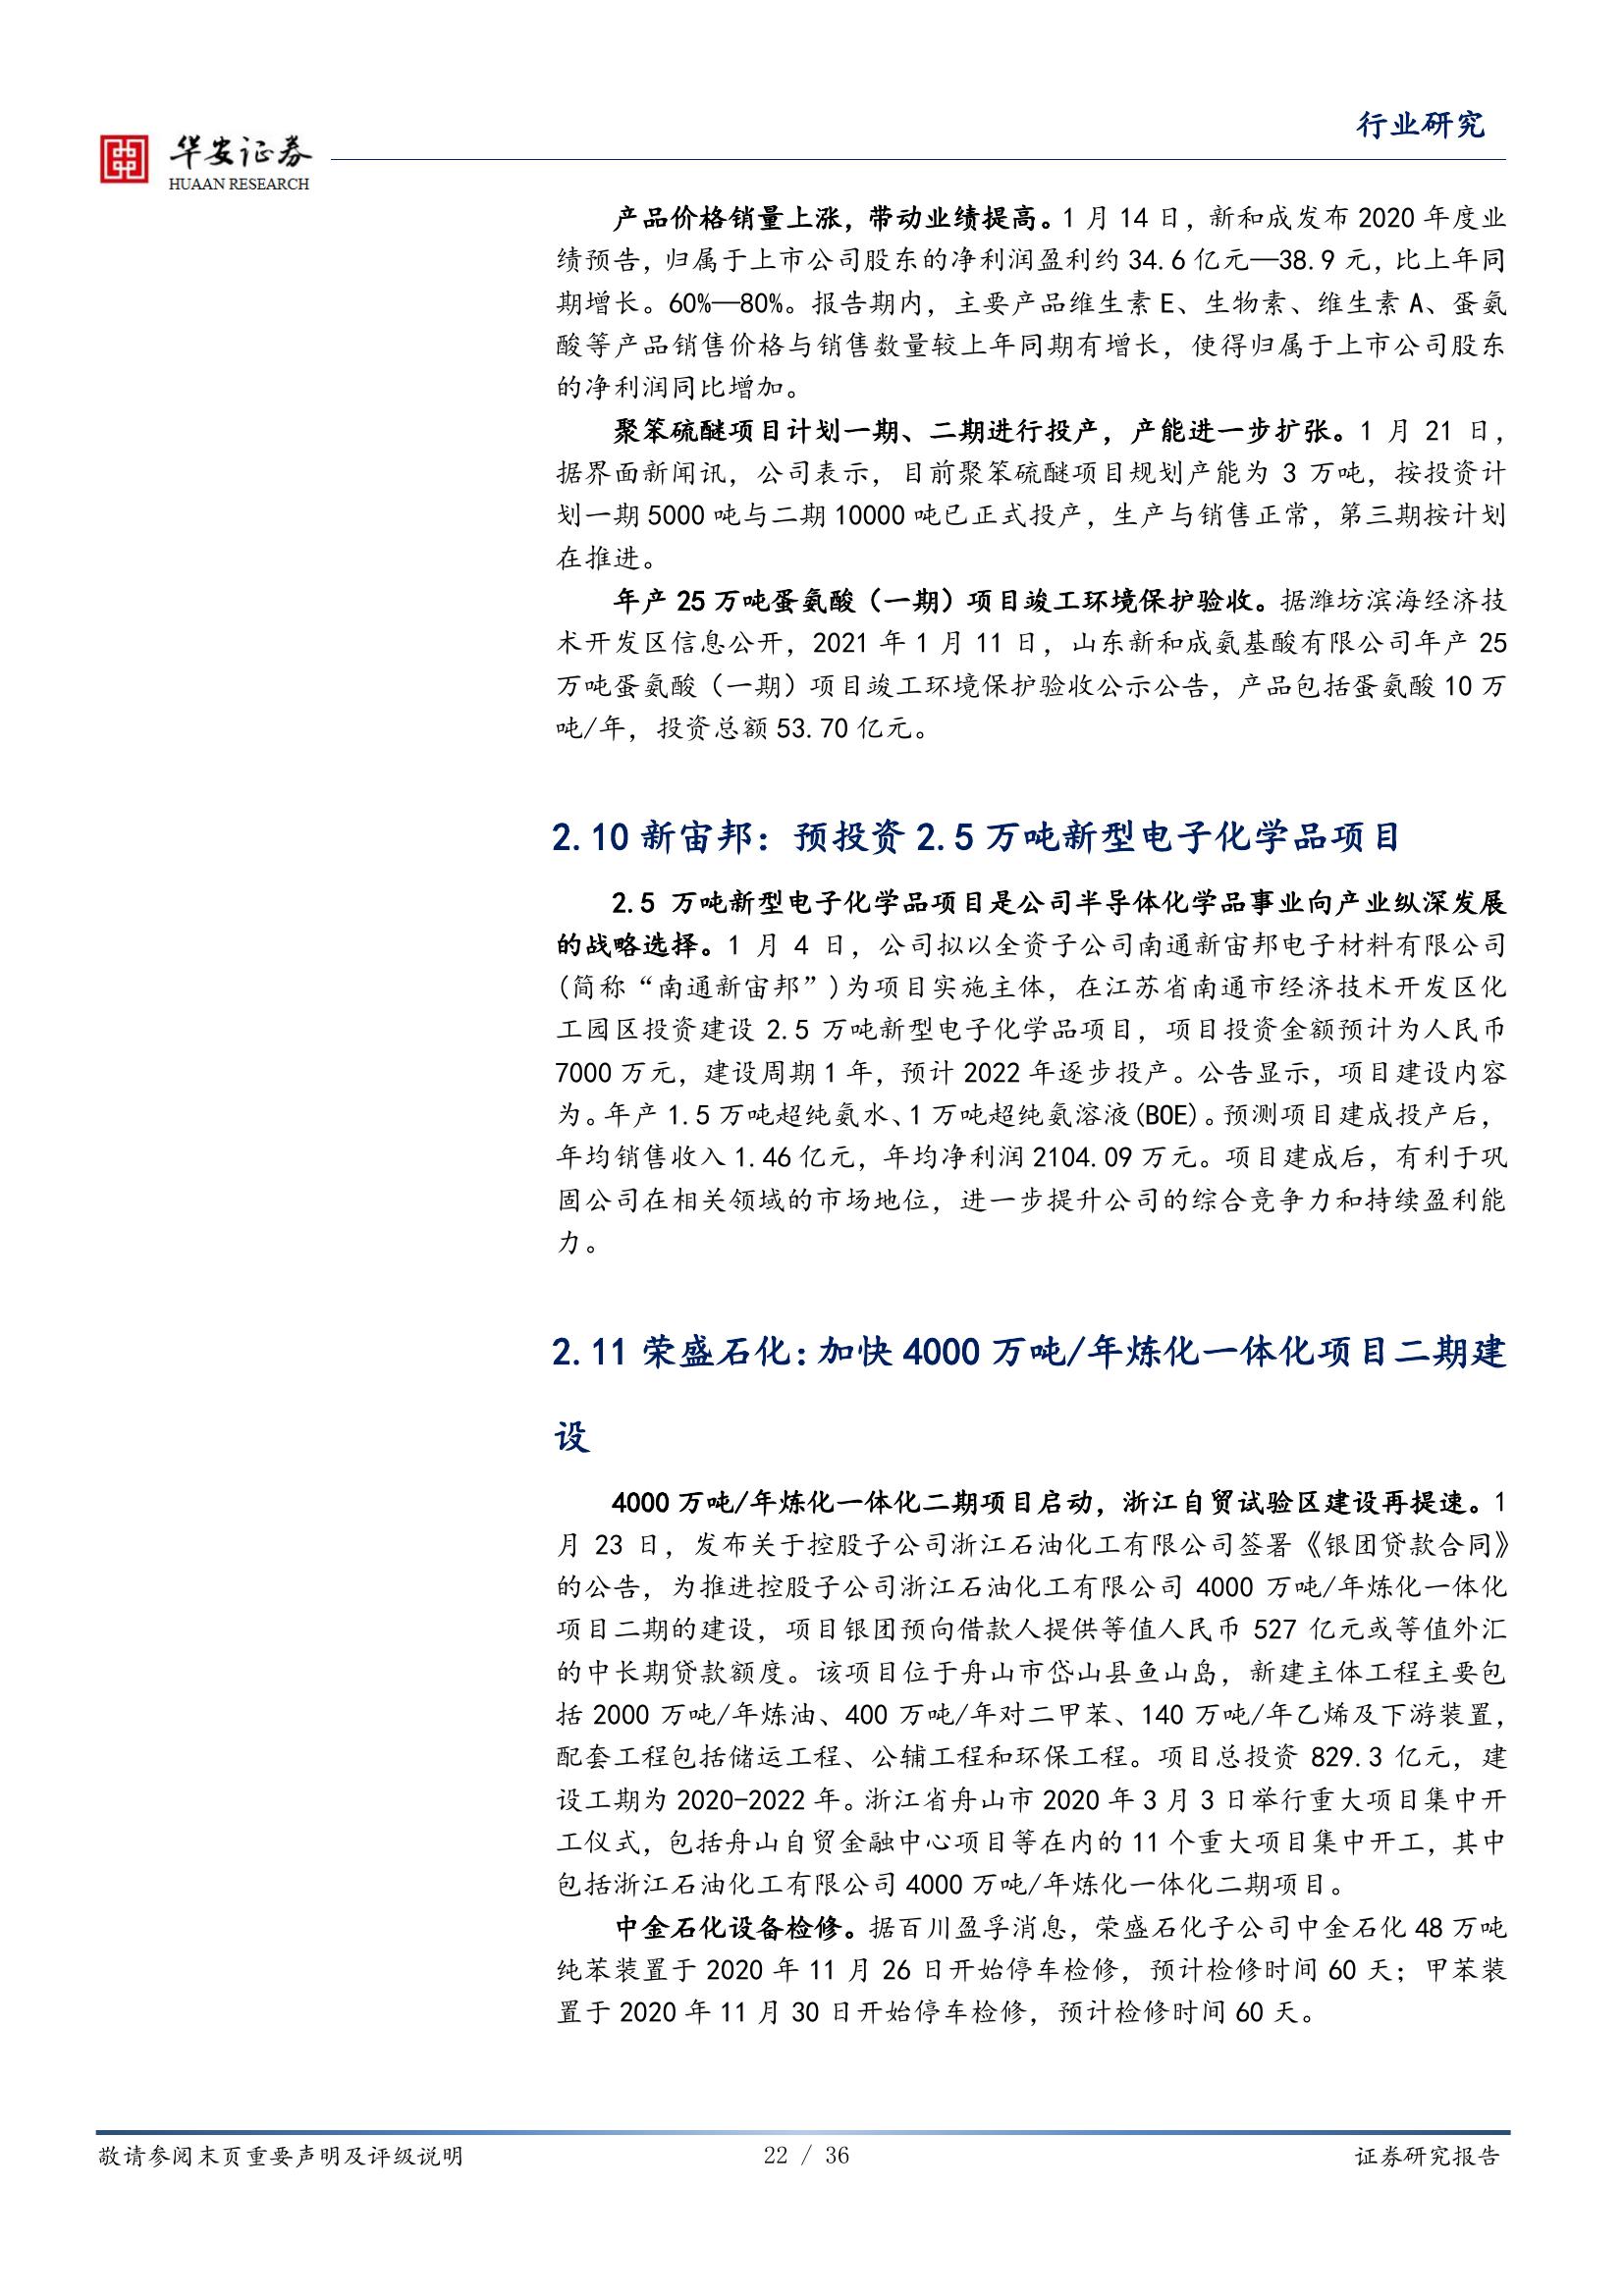 行业研究
华安证券
HUAAN RESEARCH
产品价格销量上涨，带动业绩提高。1 月 14 日，新和成发布 2020 年度业
绩预告，归属于上市公司股东的净利润盈利约 34.6 亿元—38.9 元，比上年同
期增长。60%—80%。报告期内，主要产品维生素 E、生物素、维生素 A、蛋氨
酸等产品销售价格与销售数量较上年同期有增长，使得归属于上市公司股东
的净利润同比增加。
聚笨硫醚项目计划一期、二期进行投产，产能进一步扩张。1 月 21 日，
据界面新闻讯，公司表示，目前聚笨硫醚项目规划产能为 3 万吨，按投资计
划一期 5000 吨与二期 10000 吨已正式投产，生产与销售正常，第三期按计划
在推进。
年产 25 万吨蛋氨酸（一期）项目竣工环境保护验收。据潍坊滨海经济技
术开发区信息公开，2021 年 1 月 11 日，山东新和成氨基酸有限公司年产 25
万吨蛋氨酸（一期）项目竣工环境保护验收公示公告，产品包括蛋氨酸 10 万
吨/年，投资总额 53.70 亿元。
2.10 新宙邦：预投资 2.5 万吨新型电子化学品项目
2.5 万吨新型电子化学品项目是公司半导体化学品事业向产业纵深发展
的战略选择。1 月 4 日，公司拟以全资子公司南通新宙邦电子材料有限公司
(简称“南通新宙邦”)为项目实施主体，在江苏省南通市经济技术开发区化
工园区投资建设 2.5 万吨新型电子化学品项目，项目投资金额预计为人民币
7000 万元，建设周期 1 年，预计 2022 年逐步投产。公告显示，项目建设内容
为。年产 1.5 万吨超纯氨水、1 万吨超纯氨溶液(BOE)。预测项目建成投产后，
年均销售收入 1.46 亿元，年均净利润 2104.09 万元。项目建成后，有利于巩
固公司在相关领域的市场地位，进一步提升公司的综合竞争力和持续盈利能
力。
2.11 荣盛石化：加快 4000 万吨/年炼化一体化项目二期建
设
4000 万吨/年炼化一体化二期项目启动，浙江自贸试验区建设再提速。1
月 23 日，发布关于控股子公司浙江石油化工有限公司签署《银团贷款合同》
的公告，为推进控股子公司浙江石油化工有限公司 4000 万吨/年炼化一体化
项目二期的建设，项目银团预向借款人提供等值人民币 527 亿元或等值外汇
的中长期贷款额度。该项目位于舟山市岱山县鱼山岛，新建主体工程主要包
括 2000 万吨/年炼油、400 万吨/年对二甲苯、140 万吨/年乙烯及下游装置，
配套工程包括储运工程、公辅工程和环保工程。项目总投资 829.3 亿元，建
设工期为 2020-2022 年。浙江省舟山市 2020 年 3 月 3 日举行重大项目集中开
工仪式，包括舟山自贸金融中心项目等在内的 11 个重大项目集中开工，其中
包括浙江石油化工有限公司 4000 万吨/年炼化一体化二期项目。
中金石化设备检修。据百川盈孚消息，荣盛石化子公司中金石化 48 万吨
纯苯装置于 2020 年 11 月 26 日开始停车检修，预计检修时间 60 天；甲苯装
置于 2020 年 11 月 30 日开始停车检修，预计检修时间 60 天。
敬请参阅末页重要声明及评级说明
22 / 36
证券研究报告